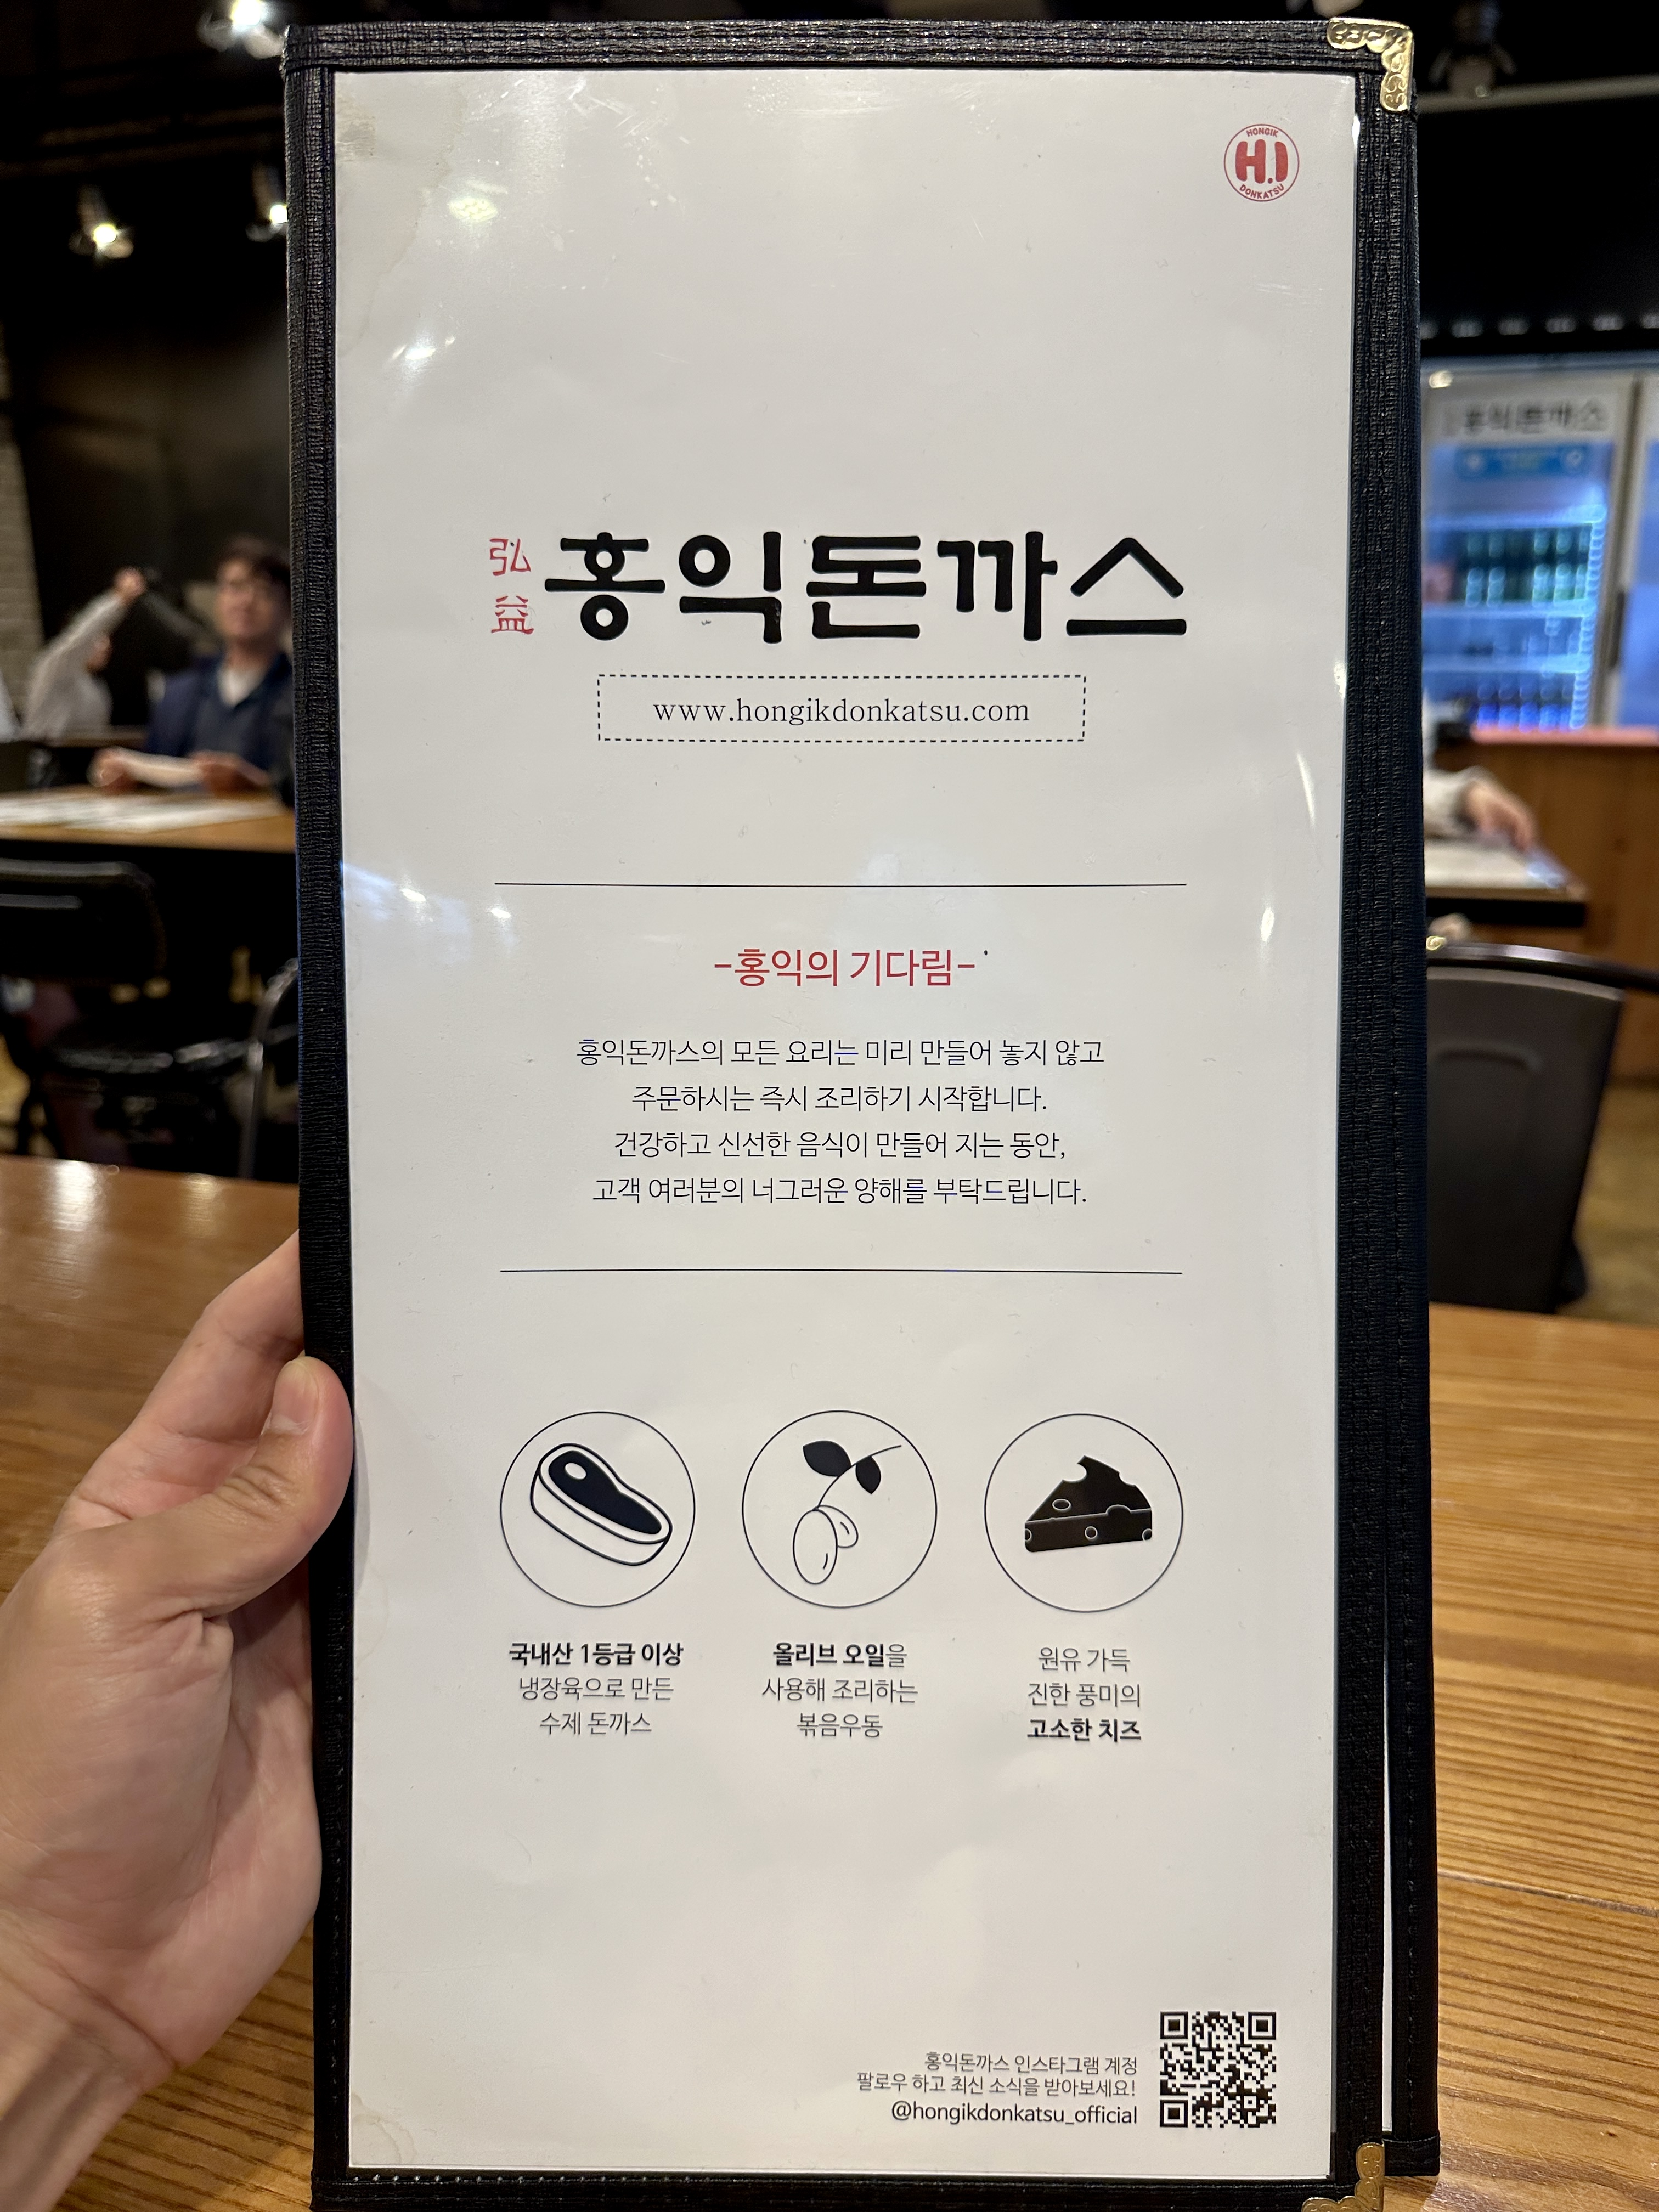 HONGIK
H.I
DONKATSU
弘益
홍익돈까스
www.hongikdonkatsu.com
홍익돈까스
-홍익의 기다림-
홍익돈까스의 모든 요리는 미리 만들어 놓지 않고
주문하시는 즉시 조리하기 시작합니다.
건강하고 신선한 음식이 만들어 지는 동안,
고객 여러분의 너그러운 양해를 부탁드립니다.
국내산 1등급 이상
냉장육으로 만든
수제 돈까스
올리브 오일을
사용해 조리하는
볶음우동
원유 가득
진한 풍미의
고소한 치즈
홍익돈까스 인스타그램 계정
팔로우 하고 최신 소식을 받아보세요!
@hongikdonkatsu_official